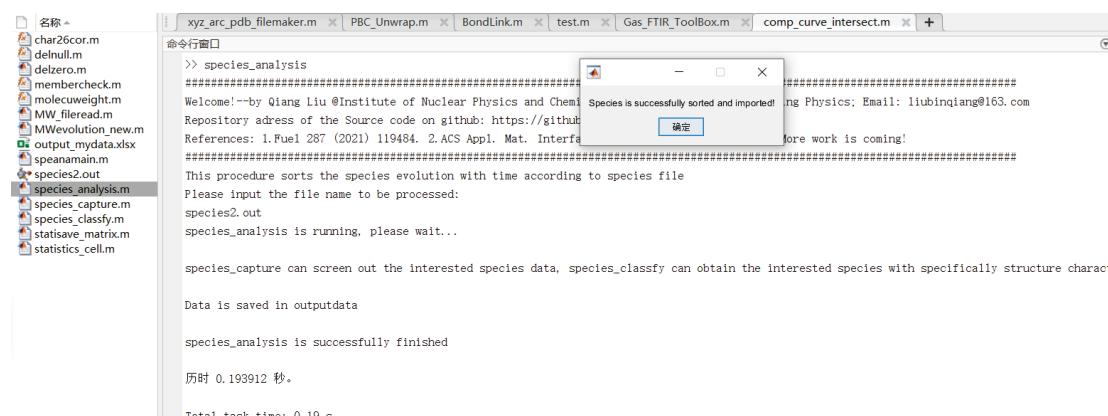 名称
char26cor.m
delnull.m
delzero.m
membercheck.m
molecuweight.m
MW_fileread.m
MWevolution_new.m
output_mydata.xlsx
speanamain.m
species2.out
species_analysis.m
species_capture.m
species_classfy.m
statisave_matrix.m
statistics_cell.m
xyz_arc_pdb_filemaker.m PBC_Unwrap.m BondLink.m test.m Gas_FTIR_ToolBox.m comp_curve_intersect.m
命令行窗口
>> species_analysis
Welcome!--by Qiang Liu @Institute of Nuclear Physics and Chemi
ng Physics; Email: liubinqiang@163.com
Repository adress of the Source code on github: https://github
References: 1.Fuel 287 (2021) 119484. 2.ACS Appl. Mat. Interfa
More work is coming!
Species is successfully sorted and imported!
确定
This procedure sorts the species evolution with time according to species file
Please input the file name to be processed:
species2.out
species_analysis is running, please wait...
species_capture can screen out the interested species data, species_classfy can obtain the interested species with specifically structure charac
Data is saved in outputdata
species_analysis is successfully finished
历时 0.193912 秒。
Total task time: 0.19 s